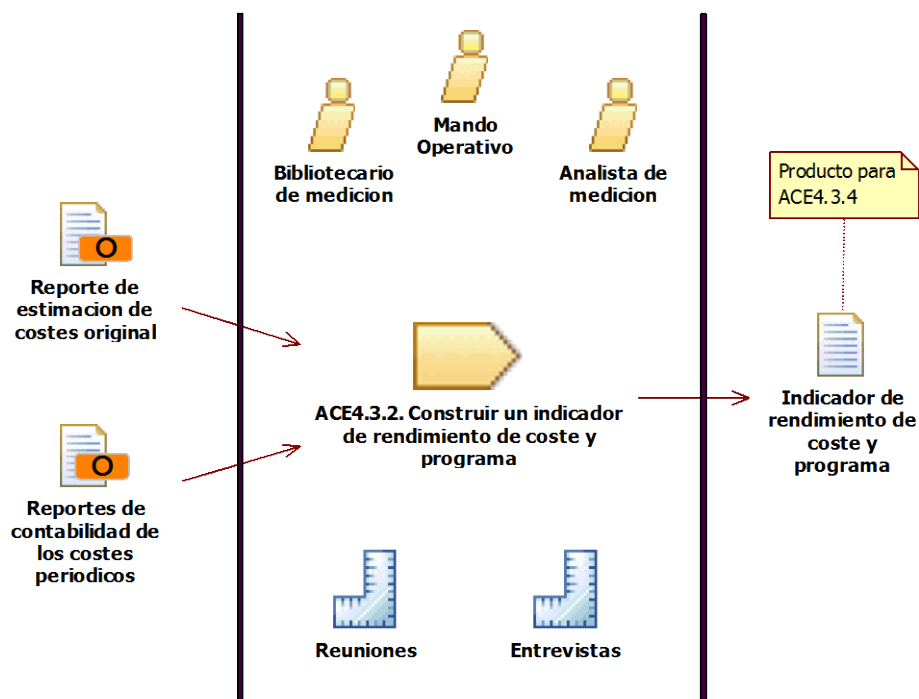 Mando
Operativo
Bibliotecario
de medicion
Analista de
medicion
Producto para
ACE4.3.4
O
Reporte de
estimacion de
costes original
ACE4.3.2. Construir un indicador
de rendimiento de coste y
programa
Indicador de
rendimiento de
coste y
programa
O
Reportes de
contabilidad de
los costes
periodicos
Reuniones
Entrevistas